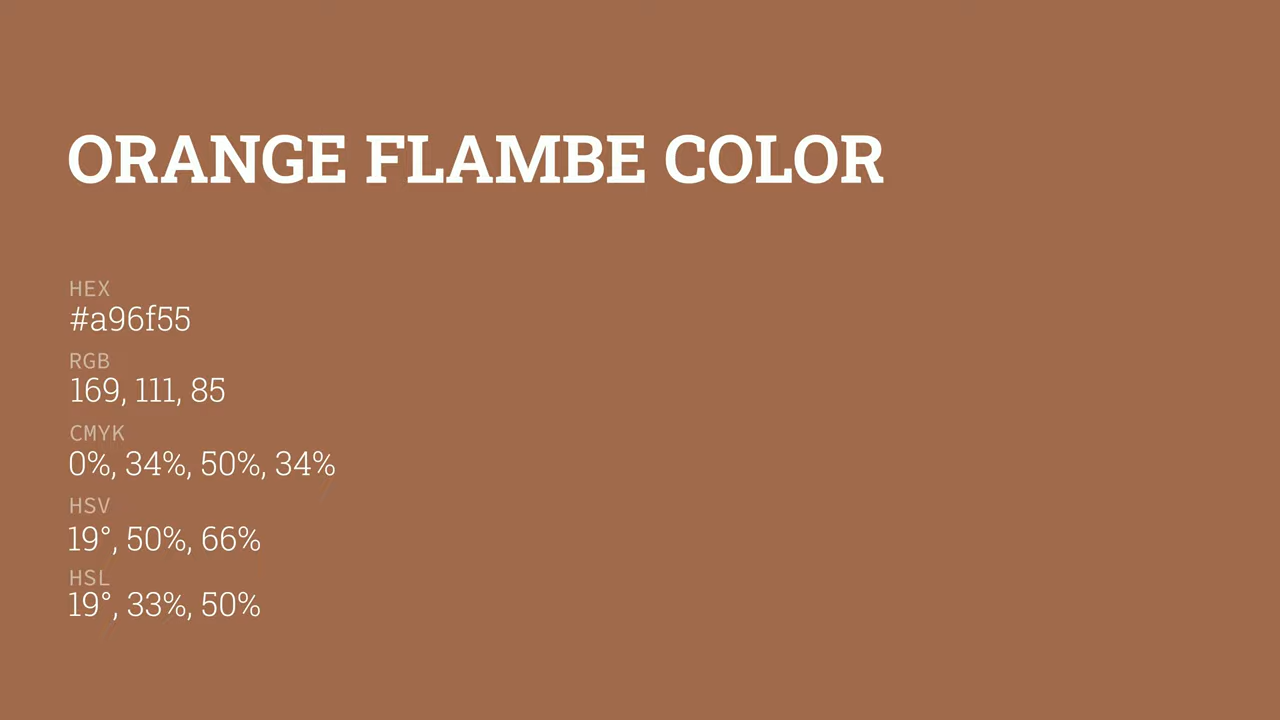 ORANGE FLAMBE COLOR
HEX
#a96f55
RGB
169, 111, 85
CMYK
0%, 34%, 50%, 34%
HSV
19°, 50%, 66%
HSL
19°, 33%, 50%